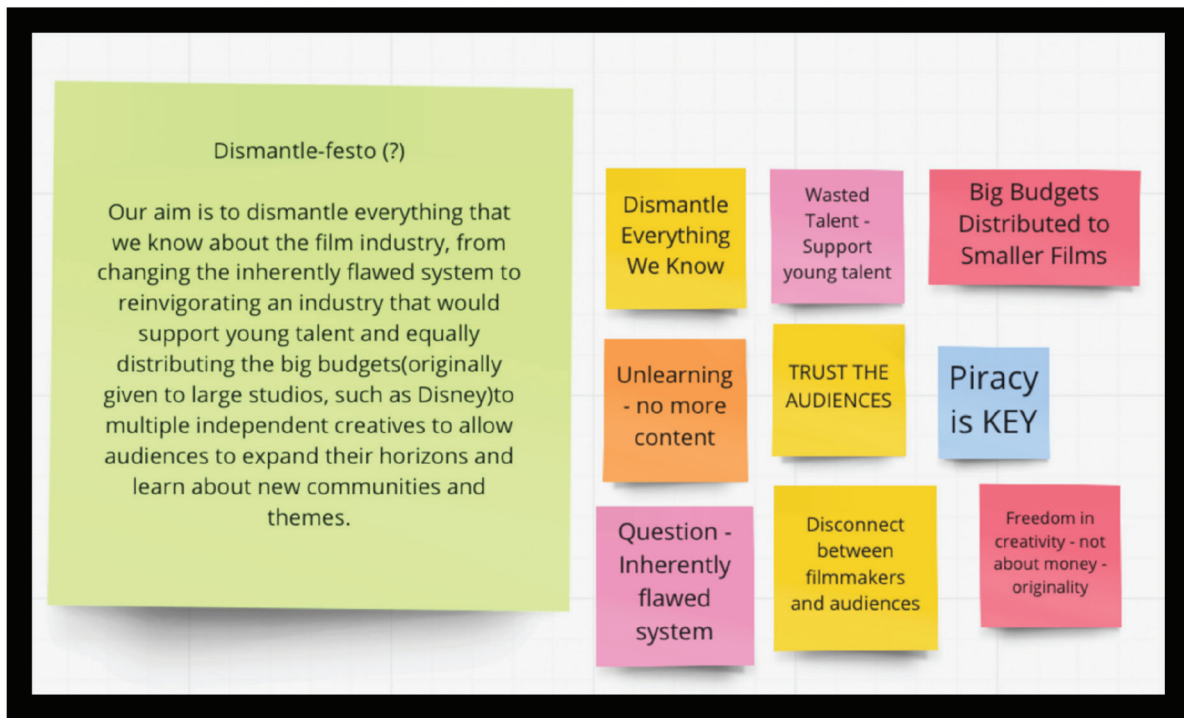 Dismantle-festo (?)
Our aim is to dismantle everything that
we know about the film industry, from
changing the inherently flawed system to
reinvigorating an industry that would
support young talent and equally
distributing the big budgets(originally
given to large studios, such as Disney)to
multiple independent creatives to allow
audiences to expand their horizons and
learn about new communities and
themes.
Dismantle
Everything
We Know
Wasted
Talent -
Support
young talent
Big Budgets
Distributed to
Smaller Films
Unlearning
- no more
content
TRUST THE
AUDIENCES
Piracy
is KEY
Question -
Inherently
flawed
system
Disconnect
between
filmmakers
and audiences
Freedom in
creativity - not
about money -
originality